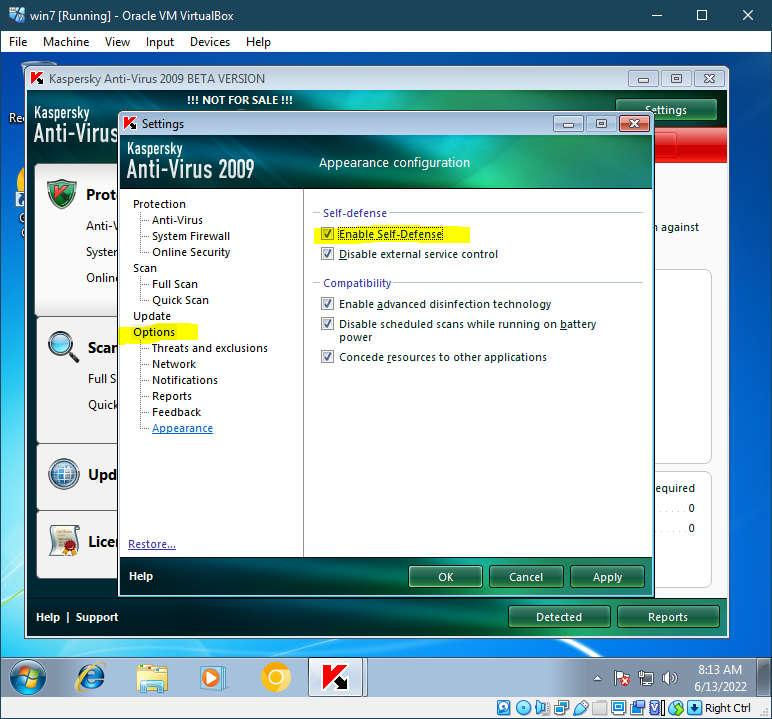 win7 [Running] - Oracle VM VirtualBox
File Machine View Input Devices Help
Kaspersky Anti-Virus 2009 BETA VERSION
!!! NOT FOR SALE !!!
Kaspersky
Anti-Virus
Settings
Settings
Kaspersky
Anti-Virus 2009
Appearance configuration
Protection
Anti-Virus
System Firewall
Online Security
Scan
Full Scan
Quick Scan
Update
Options
Threats and exclusions
Network
Notifications
Reports
Feedback
Appearance
Restore...
Self-defense
Enable Self-Defense
Disable external service control
Compatibility
Enable advanced disinfection technology
Disable scheduled scans while running on battery
power
Concede resources to other applications
Help
OK
Cancel
Apply
Anti-V
Full S
Quick
against
0
0
Help | Support
Detected
Reports
8:13 AM
6/13/2022
Right Ctrl